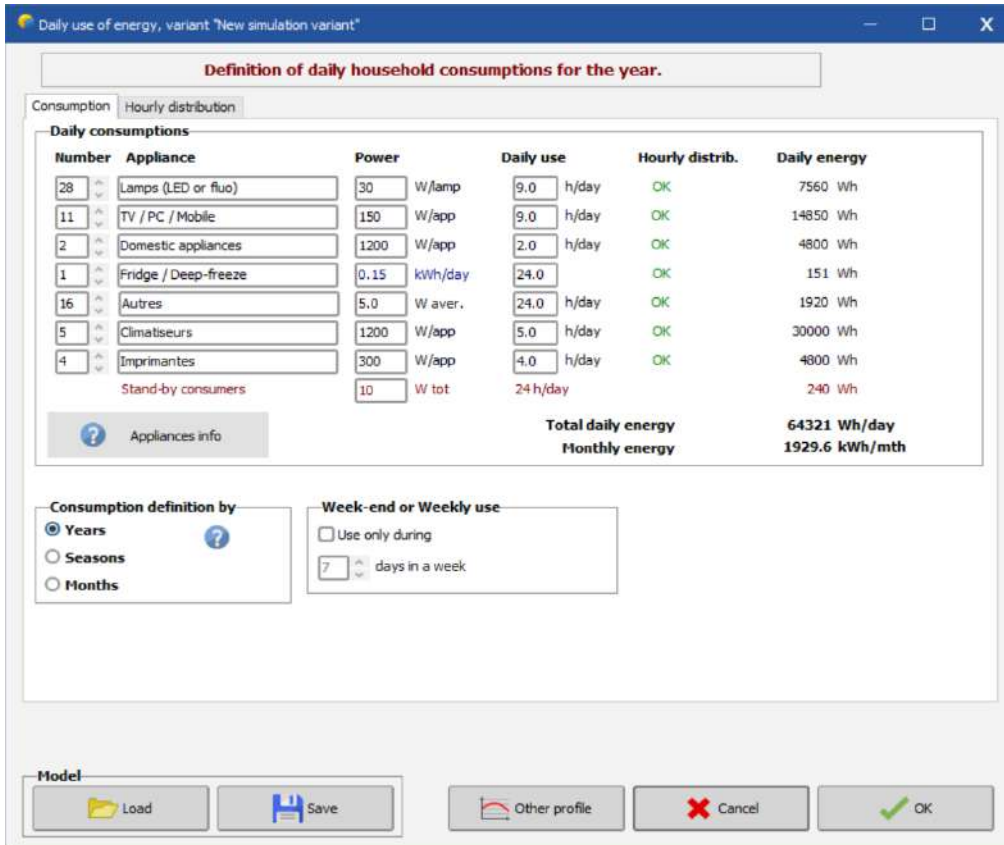 Daily use of energy, variant "New simulation variant"
Definition of daily household consumptions for the year.
Consumption Hourly distribution
Daily consumptions
Number Appliance Power Daily use Hourly distrib. Daily energy
28 Lamps (LED or fluo) 30 W/lamp 9.0 h/day OK 7560 Wh
11 TV / PC / Mobile 150 W/app 9.0 h/day OK 14850 Wh
2 Domestic appliances 1200 W/app 2.0 h/day OK 4800 Wh
1 Fridge / Deep-freeze 0.15 kWh/day 24.0 OK 151 Wh
16 Autres 5.0 W aver. 24.0 h/day OK 1920 Wh
5 Climatiseurs 1200 W/app 5.0 h/day OK 30000 Wh
4 Imprimantes 300 W/app 4.0 h/day OK 4800 Wh
Stand-by consumers 10 W tot 24 h/day 240 Wh
? Appliances info
Total daily energy 64321 Wh/day
Monthly energy 1929.6 kWh/mth
Consumption definition by
Years ?
Seasons
Months
Week-end or Weekly use
Use only during
7 days in a week
Model
Load Save Other profile Cancel OK